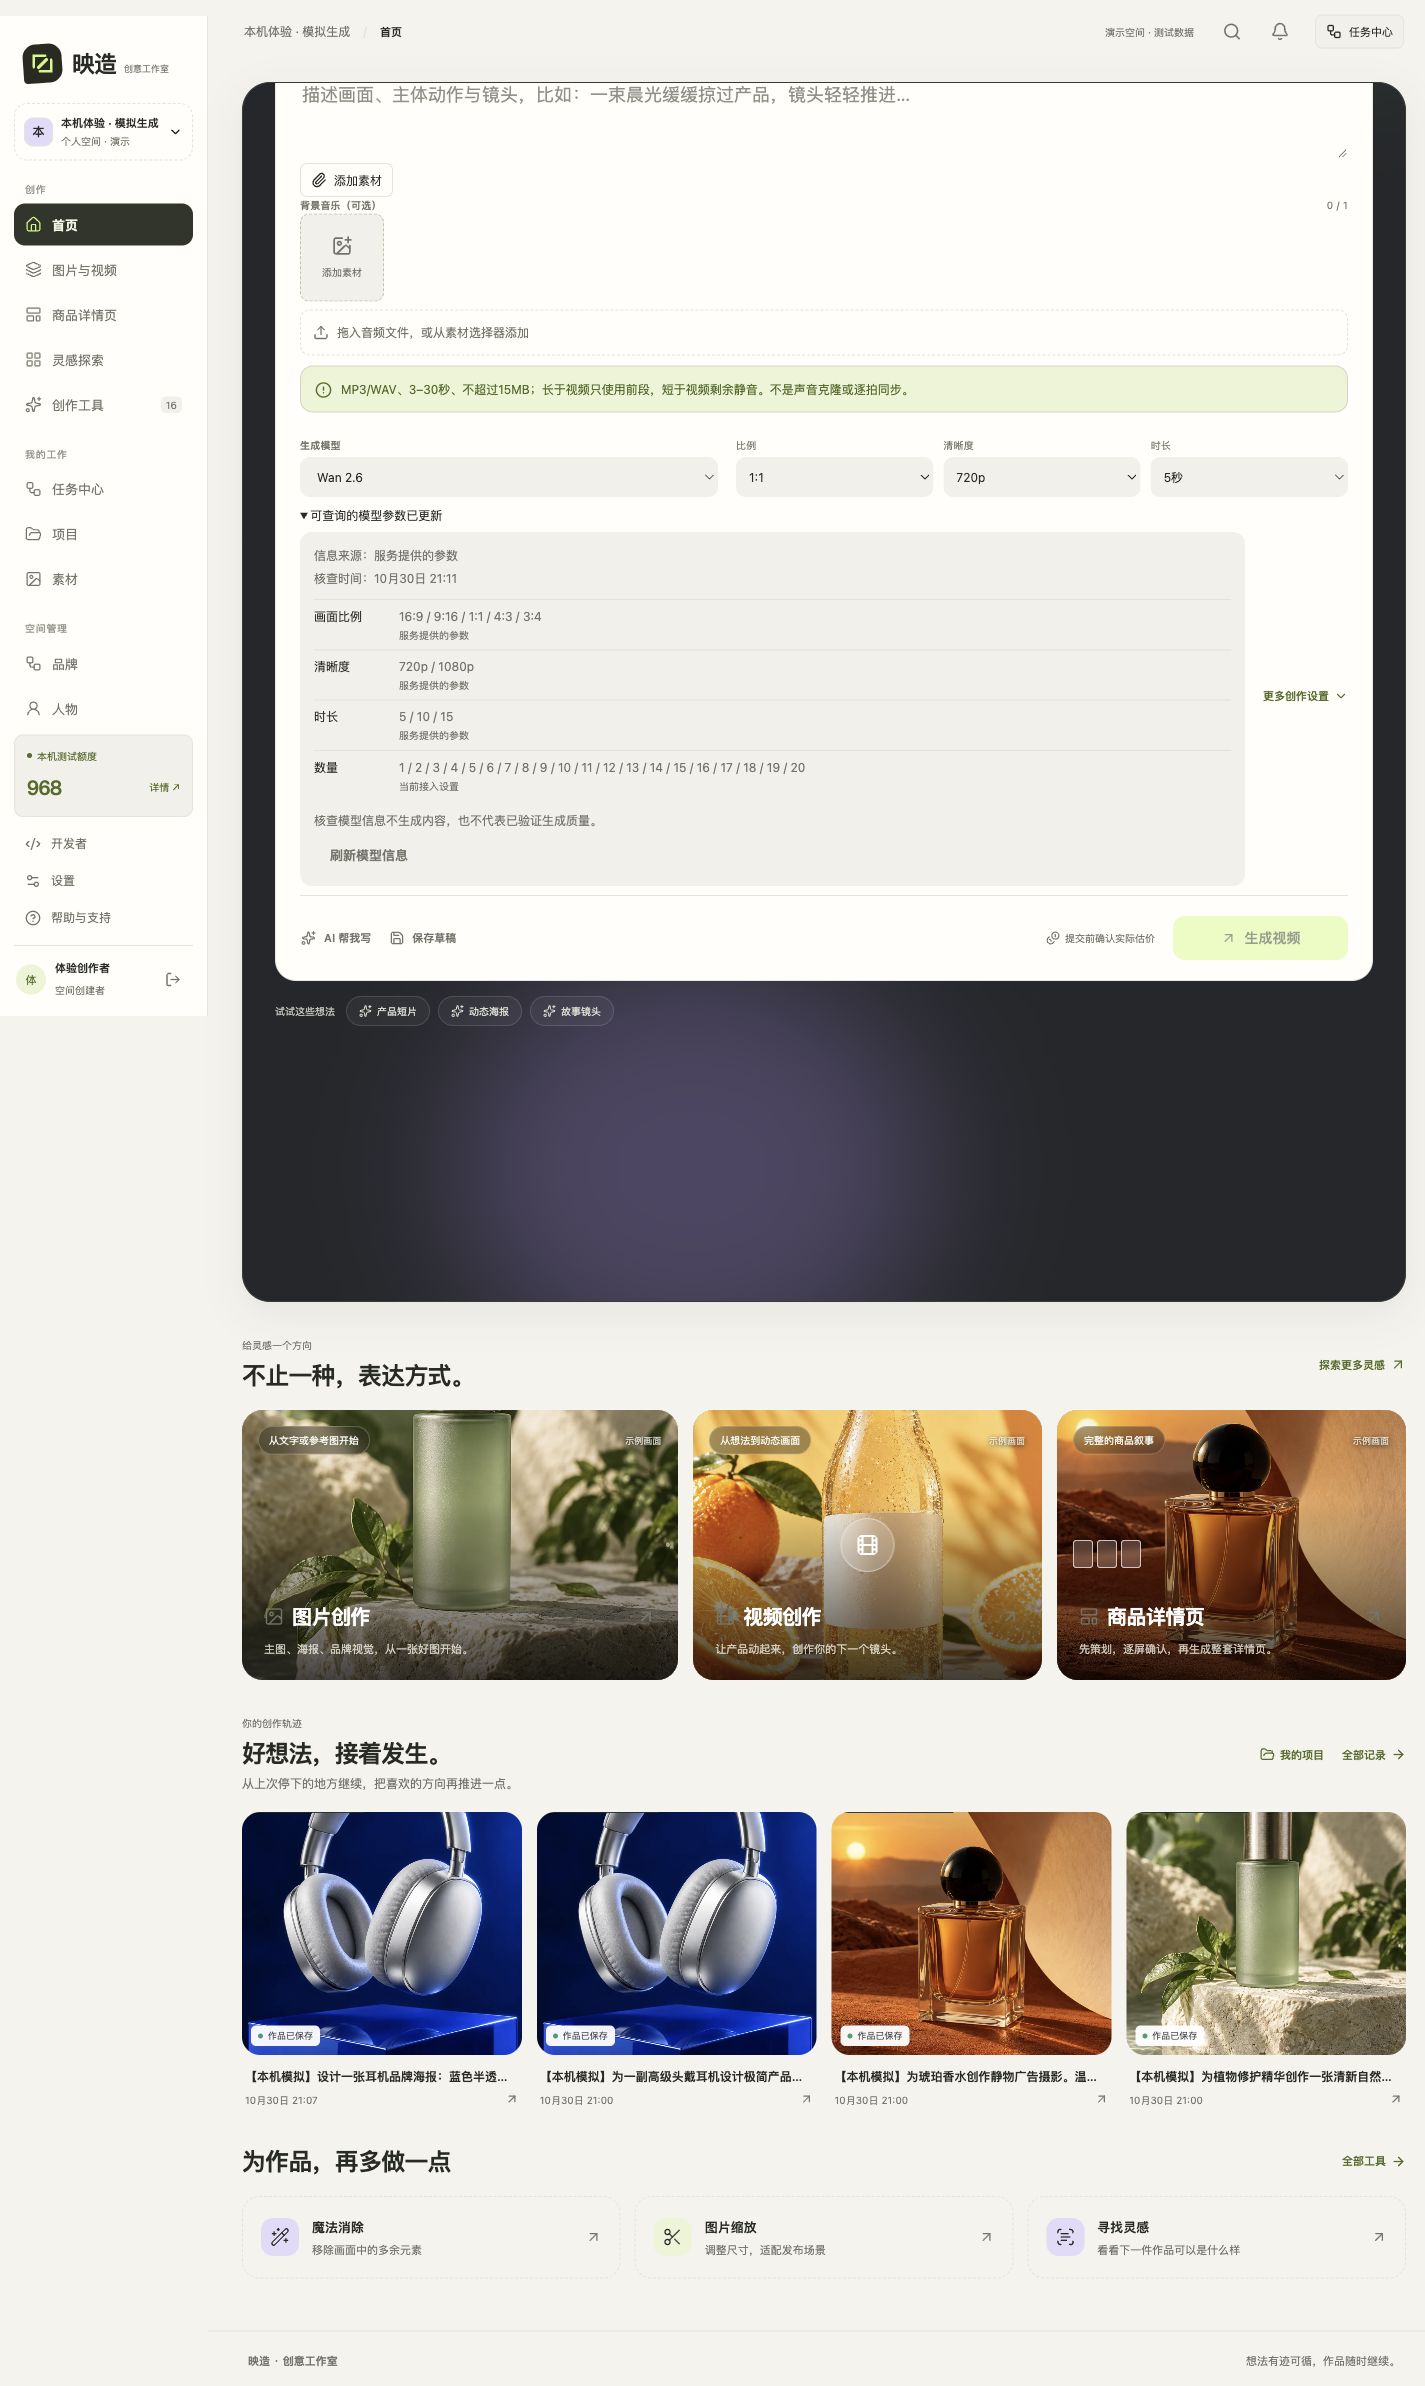 映造 创意工作室
本 本机体验 · 模拟生成
个人空间 · 演示
创作
首页
图片与视频
商品详情页
灵感探索
创作工具 16
我的工作
任务中心
项目
素材
空间管理
品牌
人物
本机测试额度
968 详情
开发者
设置
帮助与支持
体 体验创作者
空间创建者
本机体验 · 模拟生成 / 首页
演示空间 · 测试数据 任务中心
描述画面、主体动作与镜头，比如：一束晨光缓缓掠过产品，镜头轻轻推进...
添加素材
背景音乐（可选） 0 / 1
添加素材
拖入音频文件，或从素材选择器添加
MP3/WAV、3–30秒、不超过15MB；长于视频只使用前段，短于视频剩余静音。不是声音克隆或逐拍同步。
生成模型 比例 清晰度 时长
Wan 2.6 1:1 720p 5秒
可查询的模型参数已更新
信息来源：服务提供的参数
核查时间：10月30日 21:11
画面比例 16:9 / 9:16 / 1:1 / 4:3 / 3:4
服务提供的参数
清晰度 720p / 1080p
服务提供的参数
时长 5 / 10 / 15
服务提供的参数
数量 1 / 2 / 3 / 4 / 5 / 6 / 7 / 8 / 9 / 10 / 11 / 12 / 13 / 14 / 15 / 16 / 17 / 18 / 19 / 20
当前接入设置
核查模型信息不生成内容，也不代表已验证生成质量。
刷新模型信息
更多创作设置
AI 帮我写 保存草稿 提交前确认实际估价 生成视频
试试这些想法 产品短片 动态海报 故事镜头
给灵感一个方向
不止一种，表达方式。 探索更多灵感
从文字或参考图开始 示例画面
图片创作
主图、海报、品牌视觉，从一张好图开始。
从想法到动态画面 示例画面
视频创作
让产品动起来，创作你的下一个镜头。
完整的商品叙事 示例画面
商品详情页
先策划，逐屏确认，再生成整套详情页。
你的创作轨迹
好想法，接着发生。 我的项目 全部记录
从上次停下的地方继续，把喜欢的方向再推进一点。
作品已保存
【本机模拟】设计一张耳机品牌海报：蓝色半透...
10月30日 21:07
作品已保存
【本机模拟】为一副高级头戴耳机设计极简产品...
10月30日 21:00
作品已保存
【本机模拟】为琥珀香水创作静物广告摄影。温...
10月30日 21:00
作品已保存
【本机模拟】为植物修护精华创作一张清新自然...
10月30日 21:00
为作品，再多做一点 全部工具
魔法消除
移除画面中的多余元素
图片缩放
调整尺寸，适配发布场景
寻找灵感
看看下一件作品可以是什么样
映造 · 创意工作室 想法有迹可循，作品随时继续。